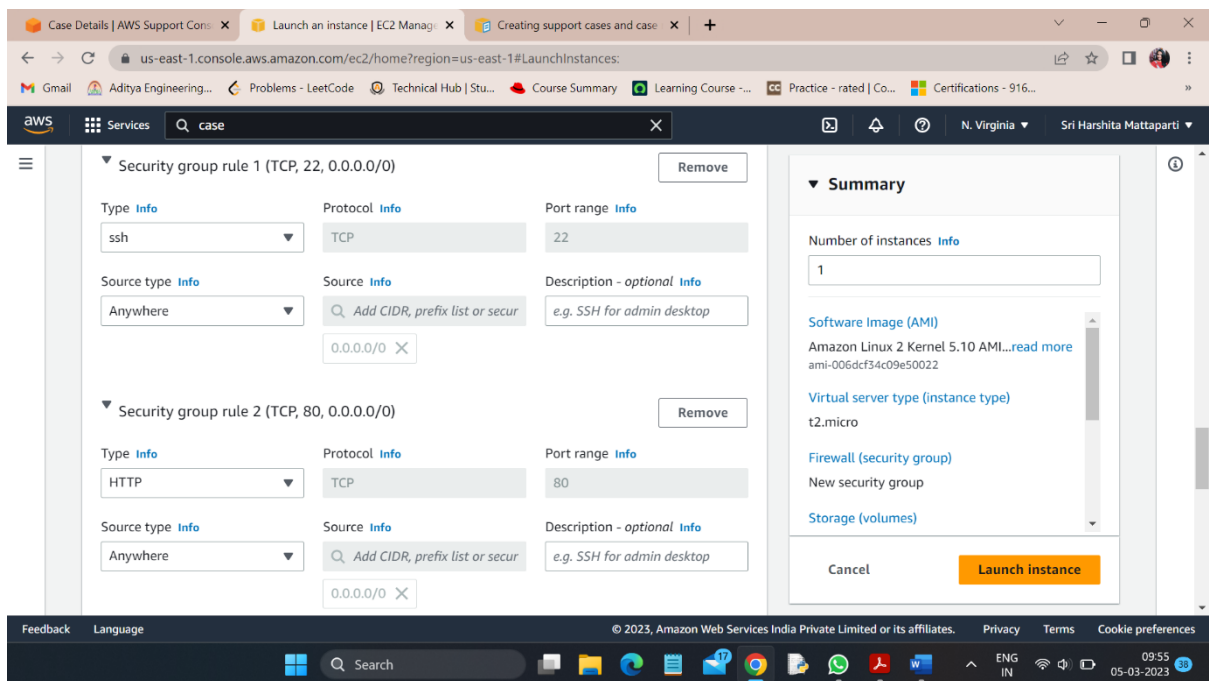 Case Details | AWS Support Cons
Launch an instance | EC2 Manage
Creating support cases and case
us-east-1.console.aws.amazon.com/ec2/home?region=us-east-1#LaunchInstances:
Gmail Aditya Engineering... Problems - LeetCode Technical Hub | Stu... Course Summary Learning Course -... Practice - rated | Co... Certifications - 916... »
aws Services case N. Virginia Sri Harshita Mattaparti
Security group rule 1 (TCP, 22, 0.0.0.0/0)
Remove
Type Info Protocol Info Port range Info
ssh TCP 22
Source type Info Source Info Description - optional Info
Anywhere Add CIDR, prefix list or secur e.g. SSH for admin desktop
0.0.0.0/0
Security group rule 2 (TCP, 80, 0.0.0.0/0)
Remove
Type Info Protocol Info Port range Info
HTTP TCP 80
Source type Info Source Info Description - optional Info
Anywhere Add CIDR, prefix list or secur e.g. SSH for admin desktop
0.0.0.0/0
Summary
Number of instances Info
1
Software Image (AMI)
Amazon Linux 2 Kernel 5.10 AMI...read more
ami-006dcf34c09e50022
Virtual server type (instance type)
t2.micro
Firewall (security group)
New security group
Storage (volumes)
Cancel Launch instance
Feedback Language © 2023, Amazon Web Services India Private Limited or its affiliates. Privacy Terms Cookie preferences
Search 17 ENG 09:55
IN 05-03-2023 38